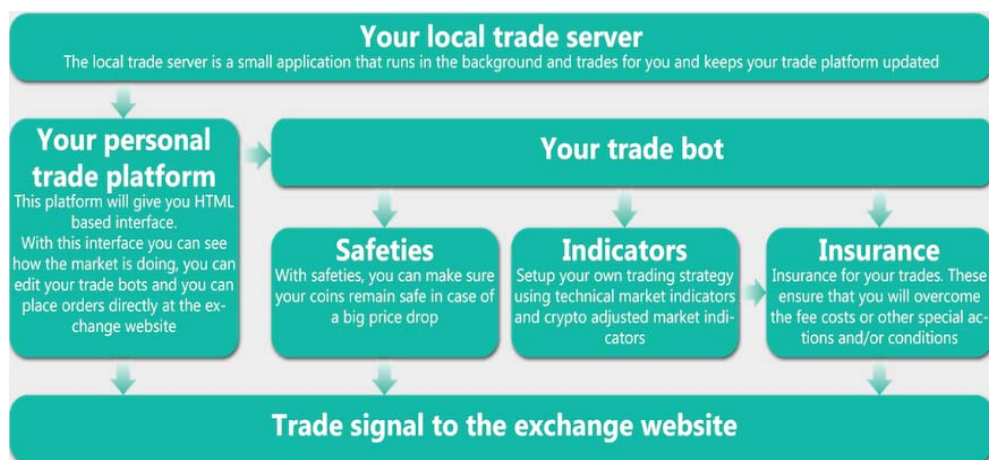 Your local trade server
The local trade server is a small application that runs in the background and trades for you and keeps your trade platform updated
Your personal
trade platform
This platform will give you HTML
based interface.
With this interface you can see
how the market is doing, you can
edit your trade bots and you can
place orders directly at the ex-
change website
Your trade bot
Safeties
With safeties, you can make sure
your coins remain safe in case of
a big price drop
Indicators
Setup your own trading strategy
using technical market indicators
and crypto adjusted market indi-
cators
Insurance
Insurance for your trades. These
ensure that you will overcome
the fee costs or other special ac-
tions and/or conditions
Trade signal to the exchange website